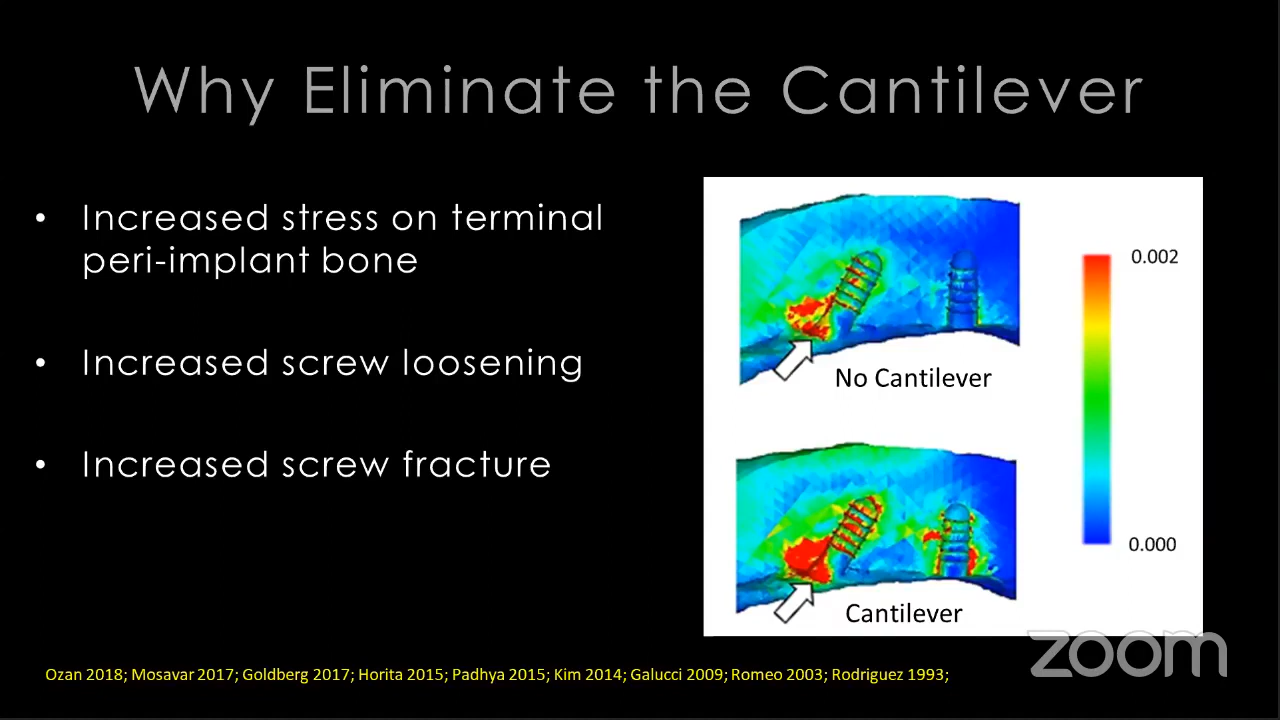 Why Eliminate the Cantilever
• Increased stress on terminal
peri-implant bone
• Increased screw loosening
• Increased screw fracture
0.002
No Cantilever
0.000
Cantilever
zoom
Ozan 2018; Mosavar 2017; Goldberg 2017; Horita 2015; Padhya 2015; Kim 2014; Galucci 2009; Romeo 2003; Rodriguez 1993;